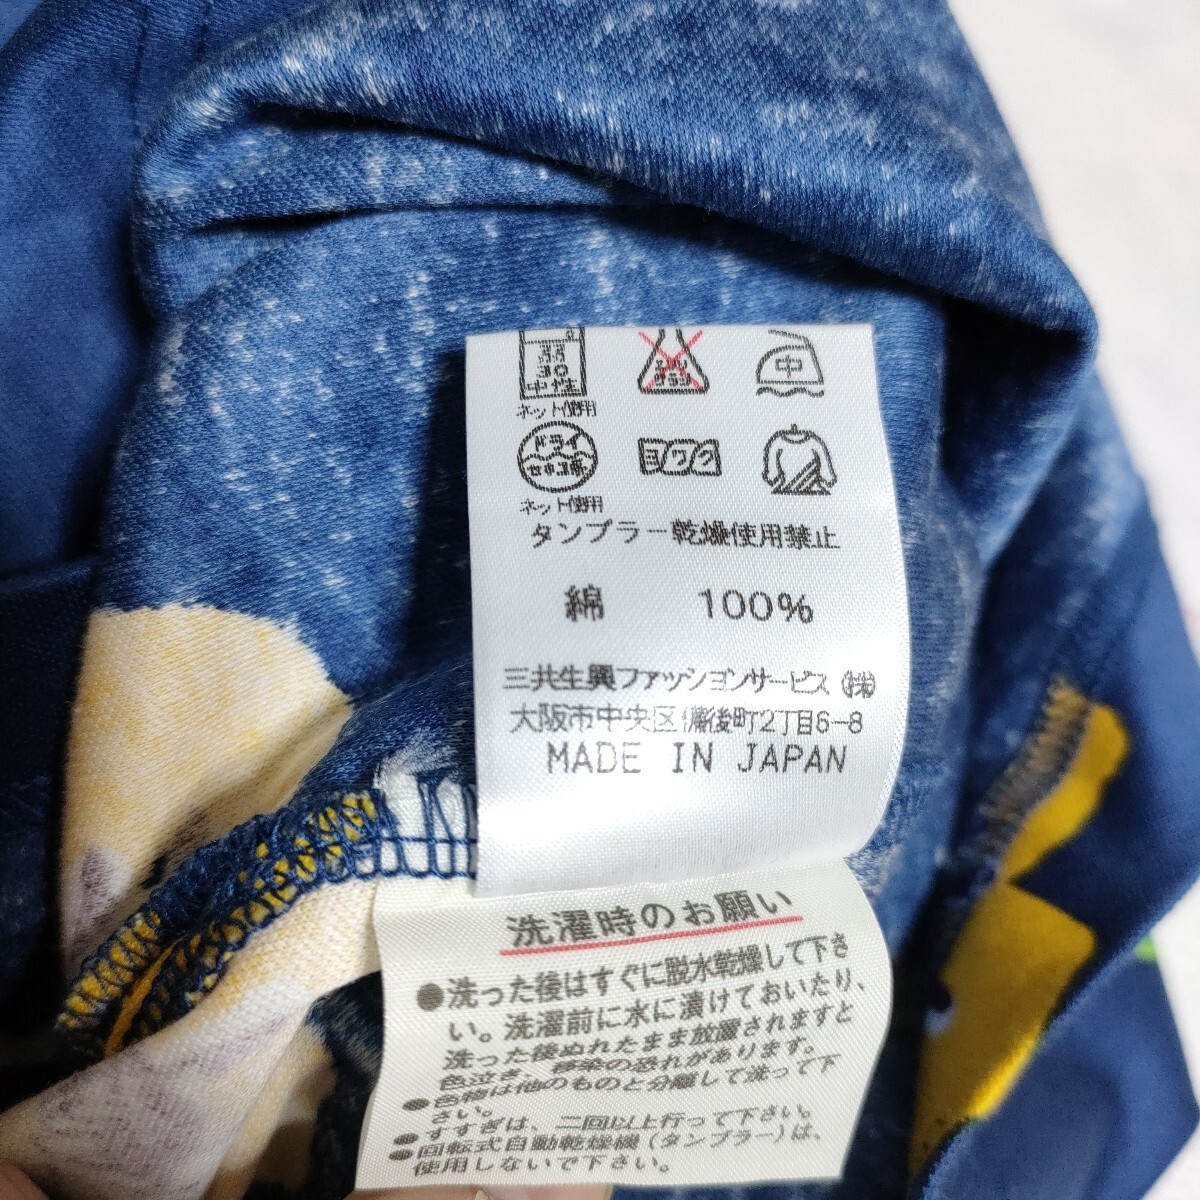 30
中性
ネット使用
エンソ
サラシ
中
ドライ
セキユ系
ネット使用
ヨワク
タンブラー乾燥使用禁止
綿 100%
三共生興ファッションサービス(株)
大阪市中央区備後町2丁目6-8
MADE IN JAPAN
洗濯時のお願い
●洗った後はすぐに脱水乾燥して下さ
い。洗濯前に水に漬けておいたり、
洗った後ぬれたまま放置されますと
色泣き、移染の恐れがあります。
●色物は他のものと分離して洗って下
さい。
●すすぎは、二回以上行って下さい。
●回転式自動乾燥機(タンブラー)は、
使用しないで下さい。